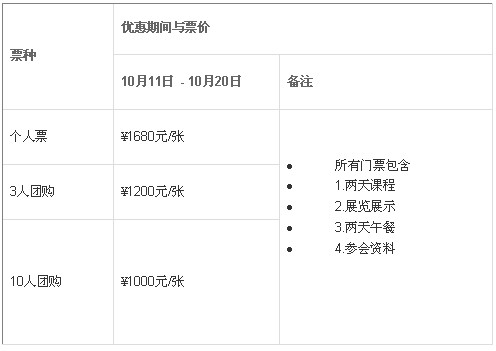 票种
优惠期间与票价
10月11日 - 10月20日
备注
个人票
¥1680元/张
3人团购
¥1200元/张
10人团购
¥1000元/张
所有门票包含
1.两天课程
2.展览展示
3.两天午餐
4.参会资料